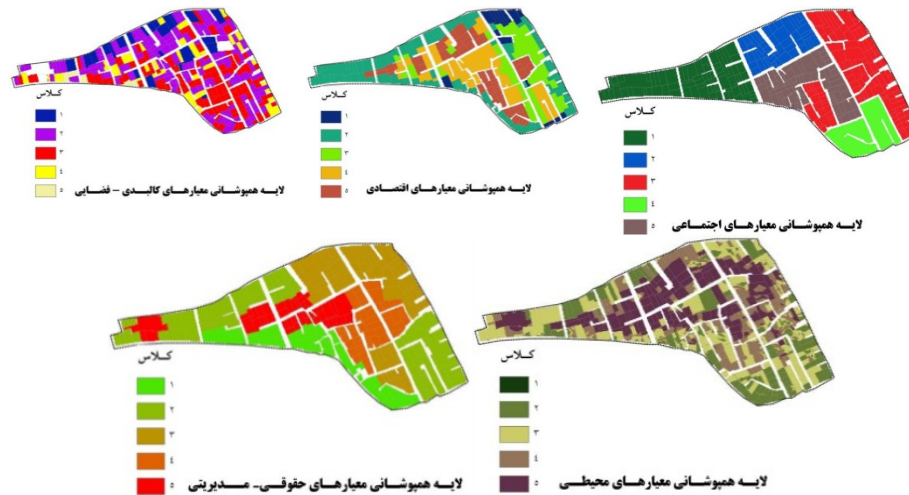 کلاس
۱
۲
۳
۴
۵
لایه همپوشانی معیارهای کالبدی - فضایی
کلاس
۱
۲
۳
۴
۵
لایه همپوشانی معیارهای اقتصادی
کلاس
۱
۲
۳
۴
۵
لایه همپوشانی معیارهای اجتماعی
کلاس
۱
۲
۳
۴
۵
لایه همپوشانی معیارهای حقوقی- مدیریتی
کلاس
۱
۲
۳
۴
۵
لایه همپوشانی معیارهای محیطی